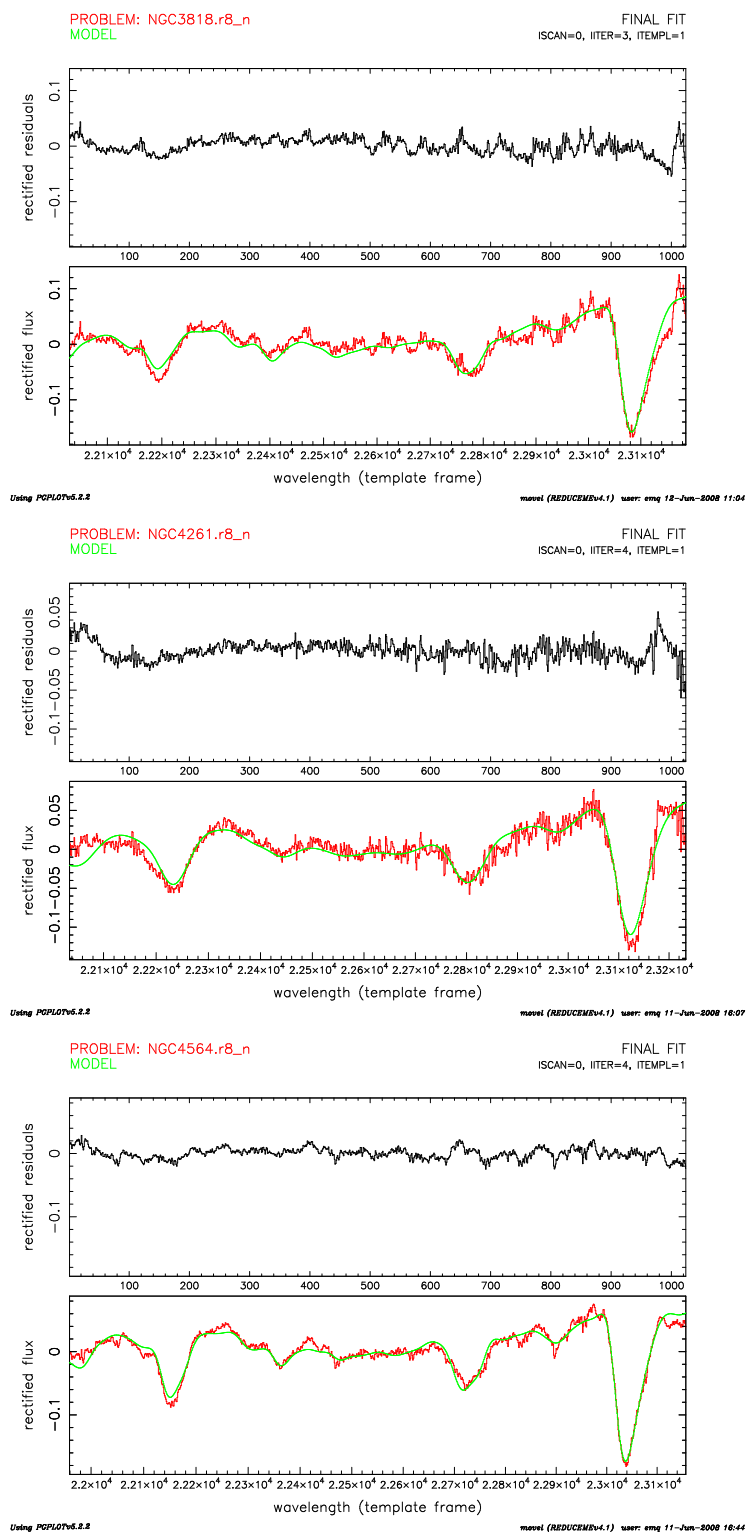 PROBLEM: NGC3818.r8_n FINAL FIT
MODEL ISCAN=0, IITER=3, ITEMPL=1
rectified residuals
0.1
0
−0.1
100 200 300 400 500 600 700 800 900 1000
rectified flux
0.1
0
−0.1
2.21×10⁴ 2.22×10⁴ 2.23×10⁴ 2.24×10⁴ 2.25×10⁴ 2.26×10⁴ 2.27×10⁴ 2.28×10⁴ 2.29×10⁴ 2.3×10⁴ 2.31×10⁴
wavelength (template frame)
Using PGPLOTv5.2.2 movel (REDUCEMEv4.1) user: emq 12-Jun-2008 11:04
PROBLEM: NGC4261.r8_n FINAL FIT
MODEL ISCAN=0, IITER=4, ITEMPL=1
rectified residuals
0.05
0
−0.05
−0.1
100 200 300 400 500 600 700 800 900 1000
rectified flux
0.05
0
−0.05
−0.1
2.21×10⁴ 2.22×10⁴ 2.23×10⁴ 2.24×10⁴ 2.25×10⁴ 2.26×10⁴ 2.27×10⁴ 2.28×10⁴ 2.29×10⁴ 2.3×10⁴ 2.31×10⁴ 2.32×10⁴
wavelength (template frame)
Using PGPLOTv5.2.2 movel (REDUCEMEv4.1) user: emq 11-Jun-2008 16:07
PROBLEM: NGC4564.r8_n FINAL FIT
MODEL ISCAN=0, IITER=4, ITEMPL=1
rectified residuals
0
−0.1
100 200 300 400 500 600 700 800 900 1000
rectified flux
0
−0.1
2.2×10⁴ 2.21×10⁴ 2.22×10⁴ 2.23×10⁴ 2.24×10⁴ 2.25×10⁴ 2.26×10⁴ 2.27×10⁴ 2.28×10⁴ 2.29×10⁴ 2.3×10⁴ 2.31×10⁴
wavelength (template frame)
Using PGPLOTv5.2.2 movel (REDUCEMEv4.1) user: emq 11-Jun-2008 16:44